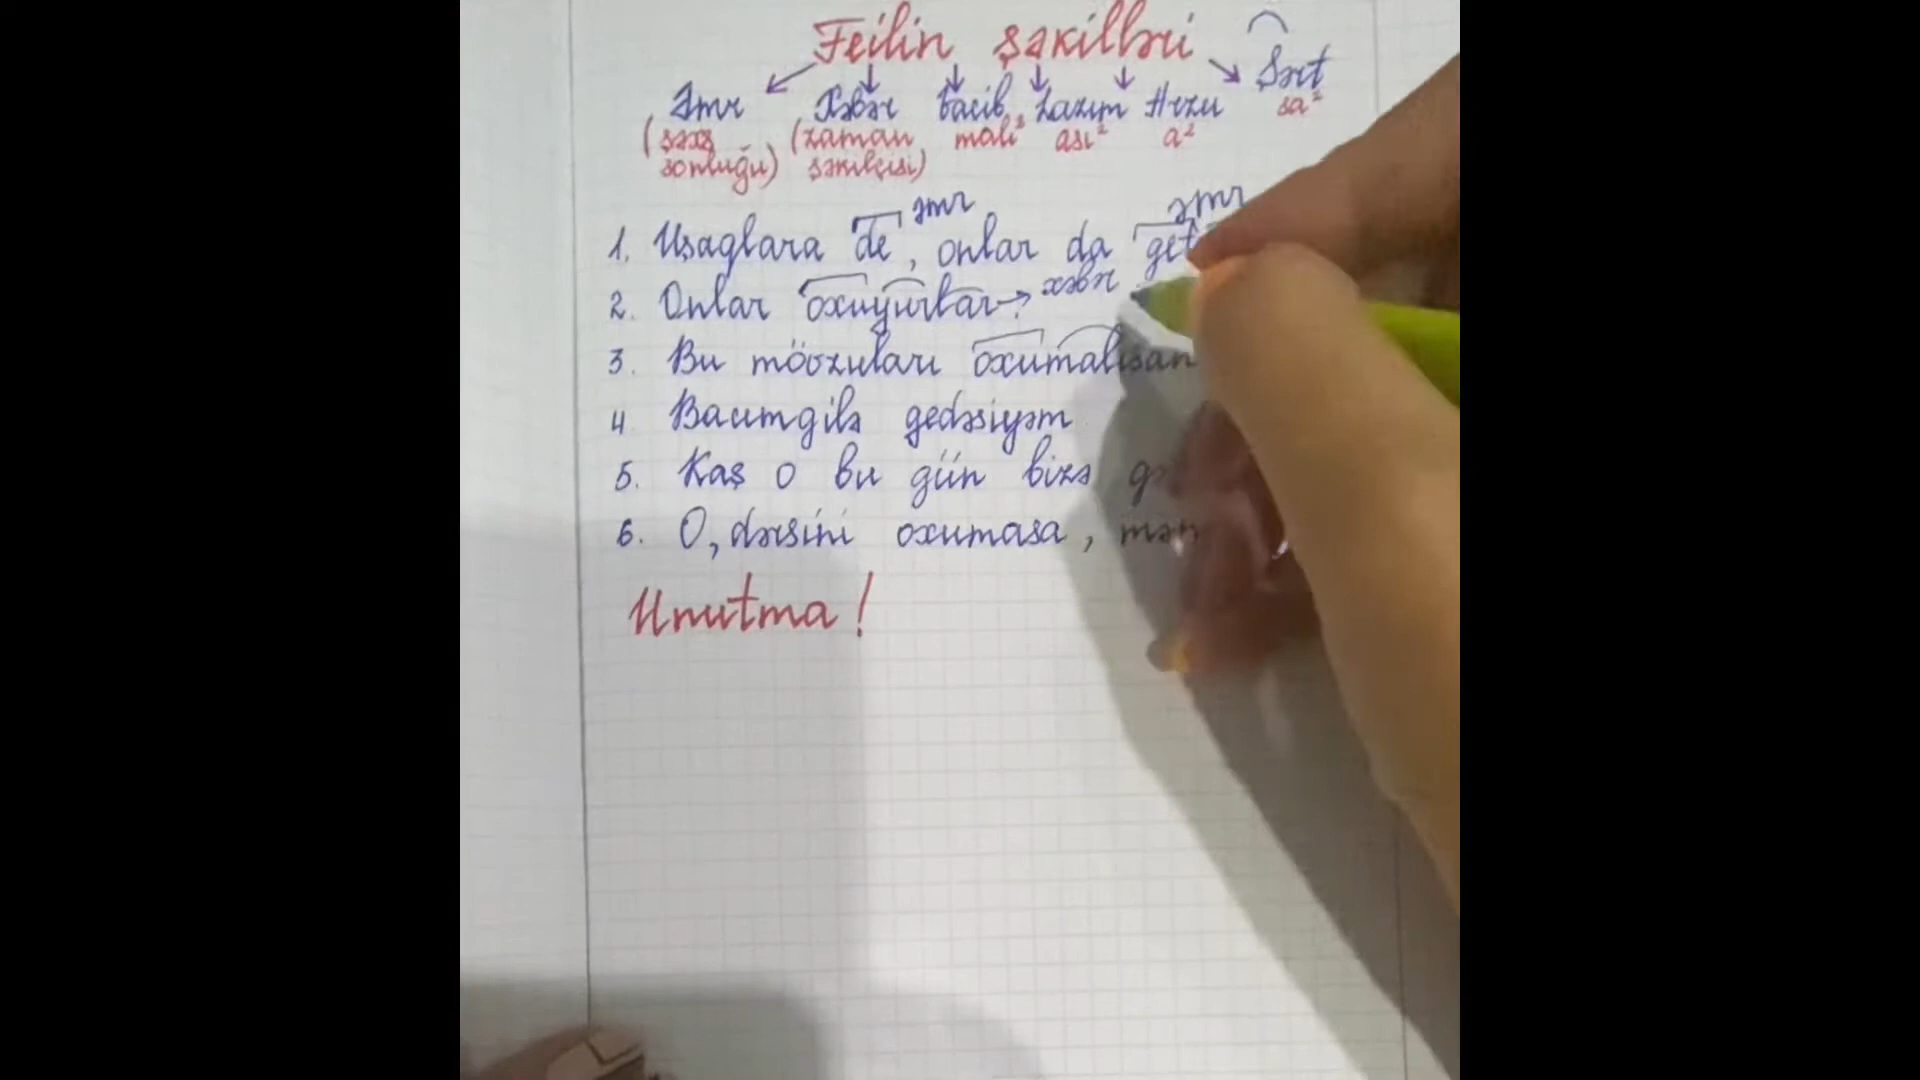 Feilin şəkilləri
Əmr Xəbər Vacib Lazım Arzu Şərt
(şəxs (zaman malı² ası² a² sa²
sonluğu) şəkilçisi)
əmr əmr
1. Uşaqlara de, onlar da
2. Onlar oxuyurlar. → xəbər
3. Bu mövzuları oxumalısan
4. Bacımgilə gedəsiyəm
5. Kaş o bu gün bizə
6. O, dərsini oxumasa, mən
Unutma!